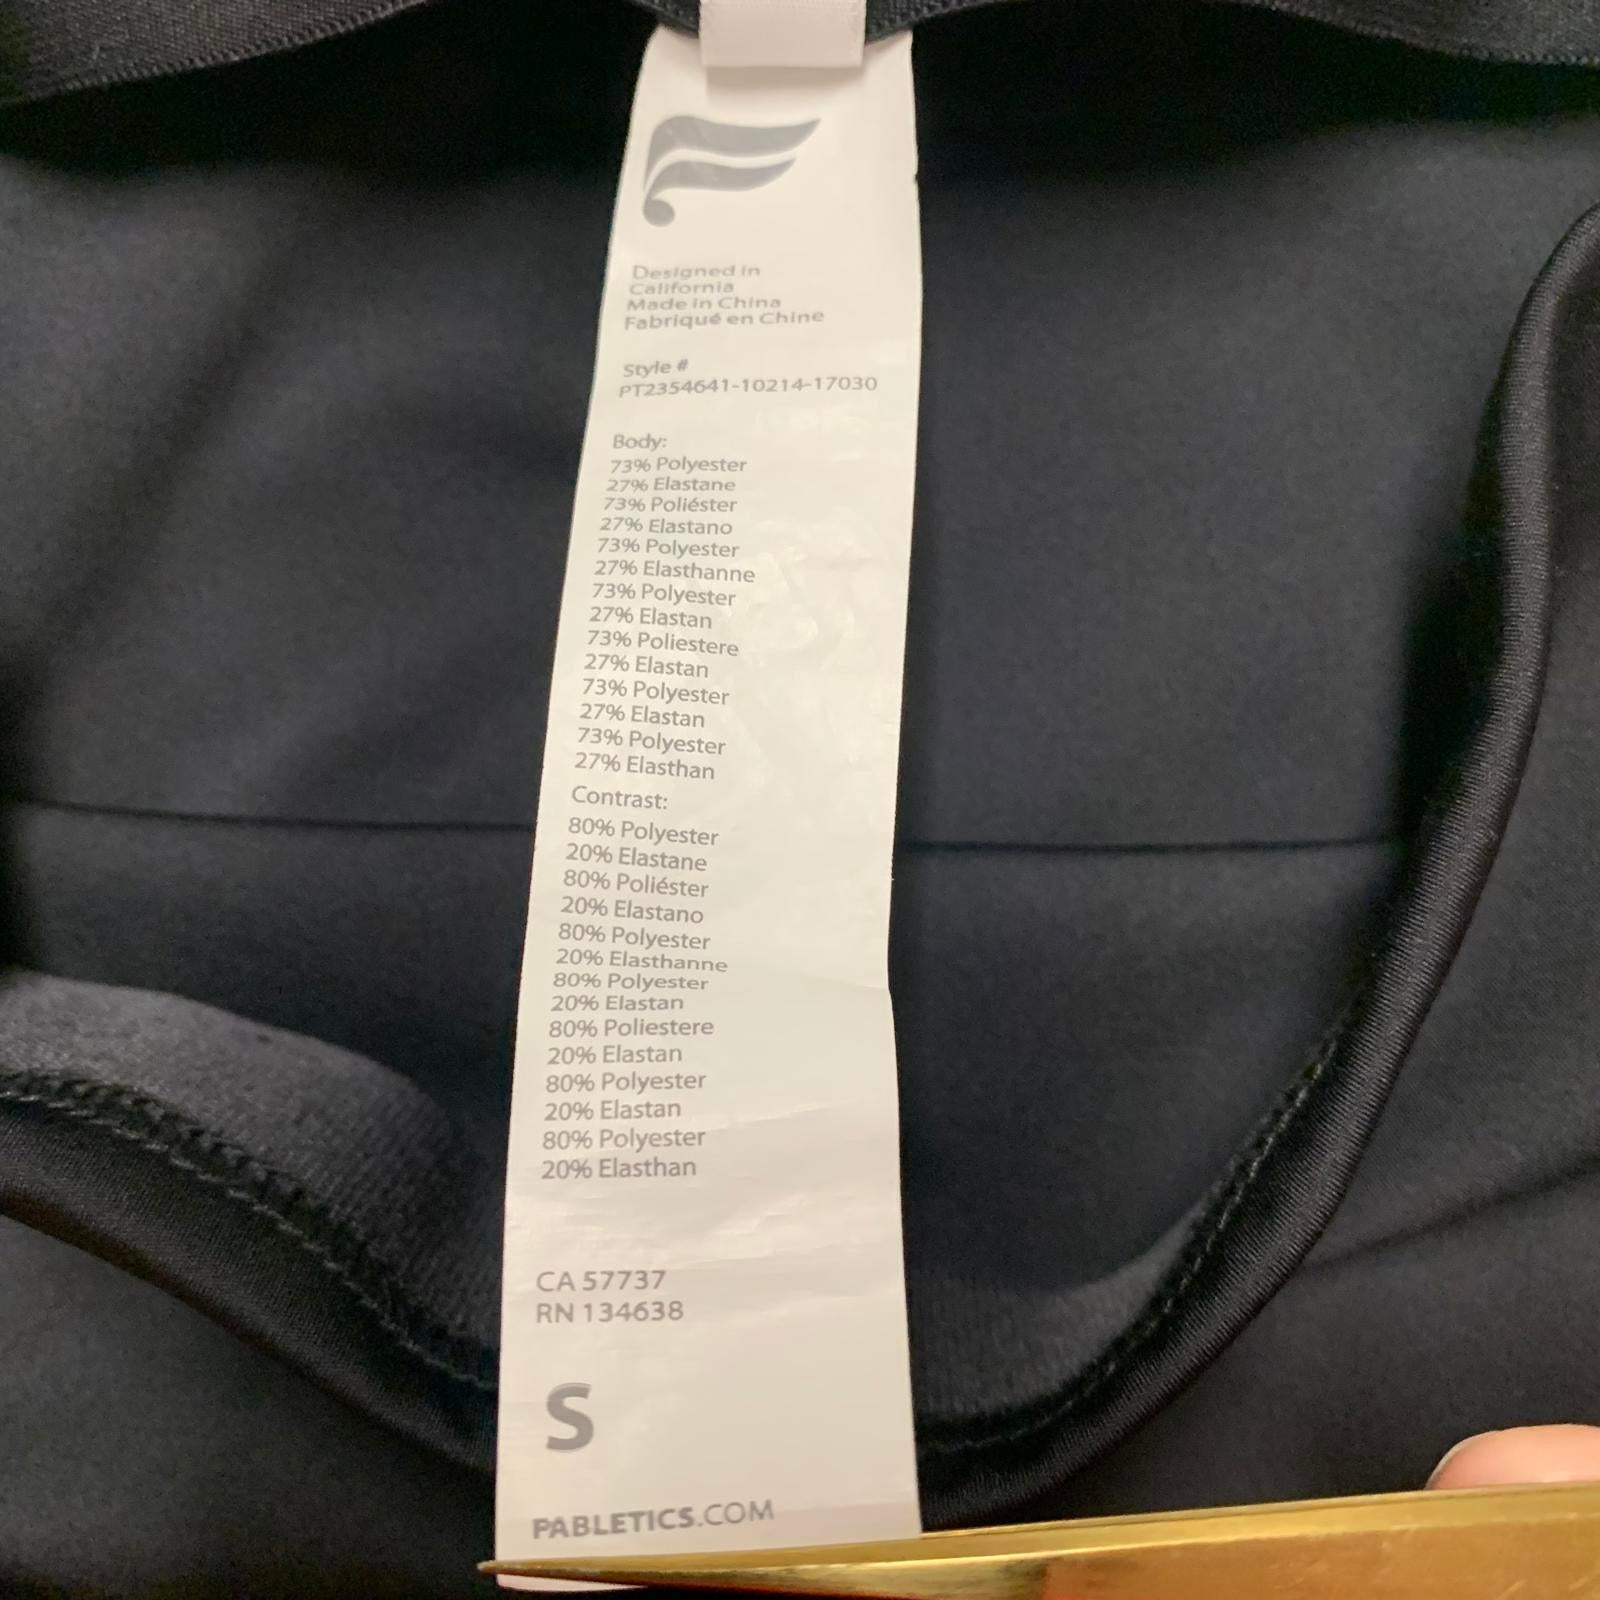 Designed in
California
Made in China
Fabriqué en Chine
Style #
PT2354641-10214-17030
Body:
73% Polyester
27% Elastane
73% Poliéster
27% Elastano
73% Polyester
27% Elasthanne
73% Polyester
27% Elastan
73% Poliestere
27% Elastan
73% Polyester
27% Elastan
73% Polyester
27% Elasthan
Contrast:
80% Polyester
20% Elastane
80% Poliéster
20% Elastano
80% Polyester
20% Elasthanne
80% Polyester
20% Elastan
80% Poliestere
20% Elastan
80% Polyester
20% Elastan
80% Polyester
20% Elasthan
CA 57737
RN 134638
S
PABLETICS.COM